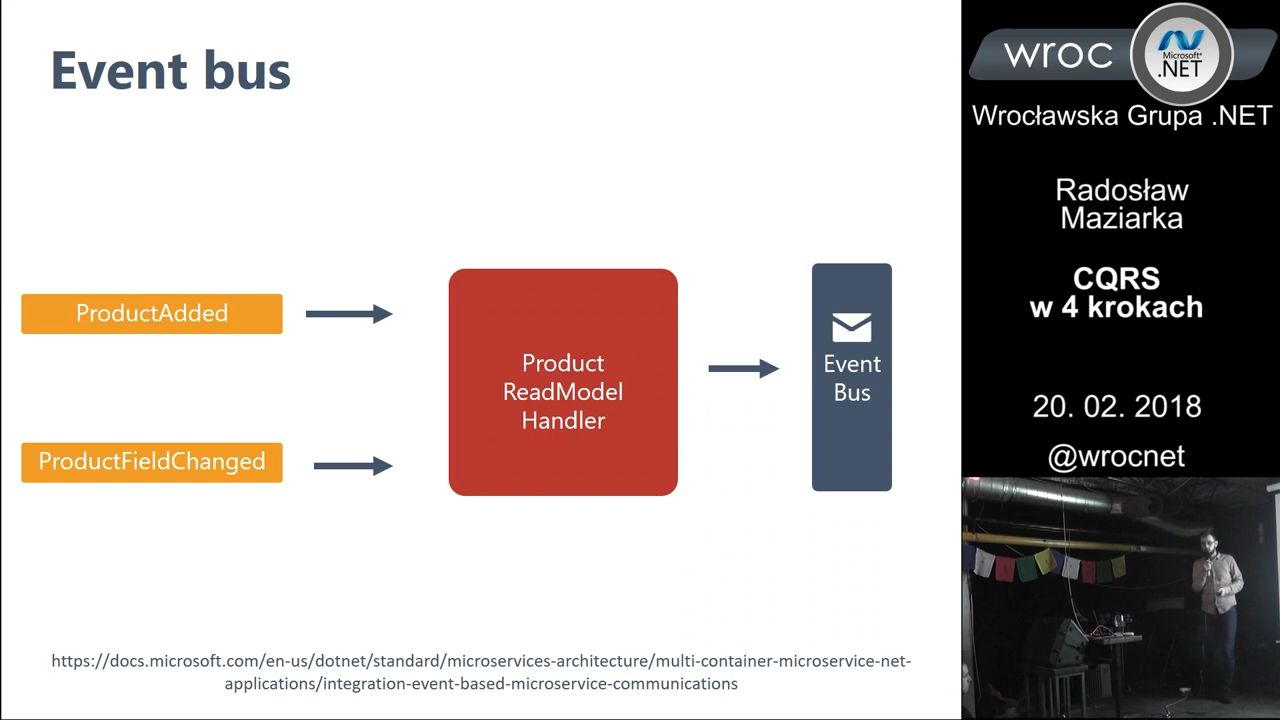 Event bus
ProductAdded
ProductFieldChanged
Product
ReadModel
Handler
Event
Bus
https://docs.microsoft.com/en-us/dotnet/standard/microservices-architecture/multi-container-microservice-net-
applications/integration-event-based-microservice-communications
wroc
Microsoft®
.NET
Wrocławska Grupa .NET
Radosław
Maziarka
CQRS
w 4 krokach
20. 02. 2018
@wrocnet